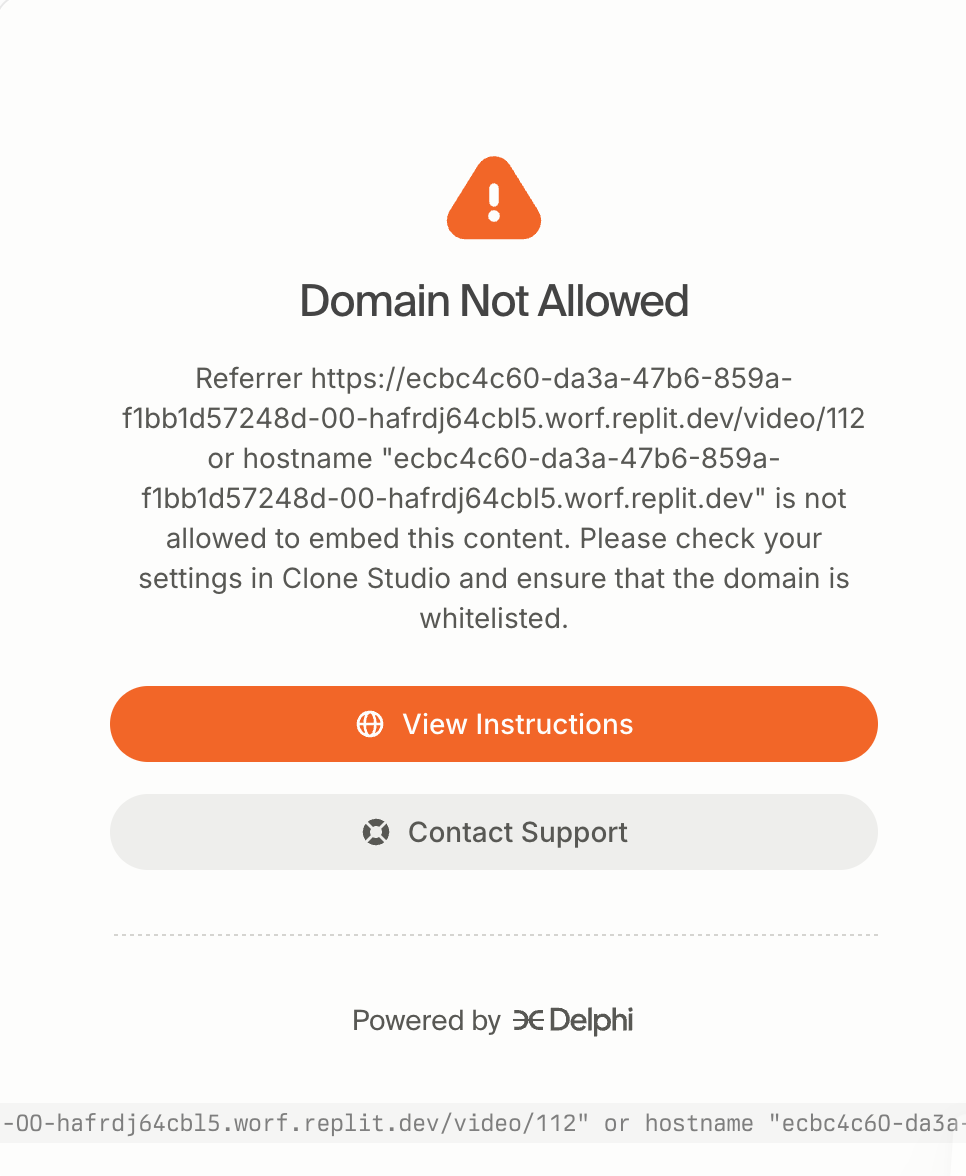 Domain Not Allowed
Referrer https://ecbc4c60-da3a-47b6-859a-
f1bb1d57248d-00-hafrdj64cbl5.worf.replit.dev/video/112
or hostname "ecbc4c60-da3a-47b6-859a-
f1bb1d57248d-00-hafrdj64cbl5.worf.replit.dev" is not
allowed to embed this content. Please check your
settings in Clone Studio and ensure that the domain is
whitelisted.
View Instructions
Contact Support
Powered by Delphi
-00-hafrdj64cbl5.worf.replit.dev/video/112" or hostname "ecbc4c60-da3a-